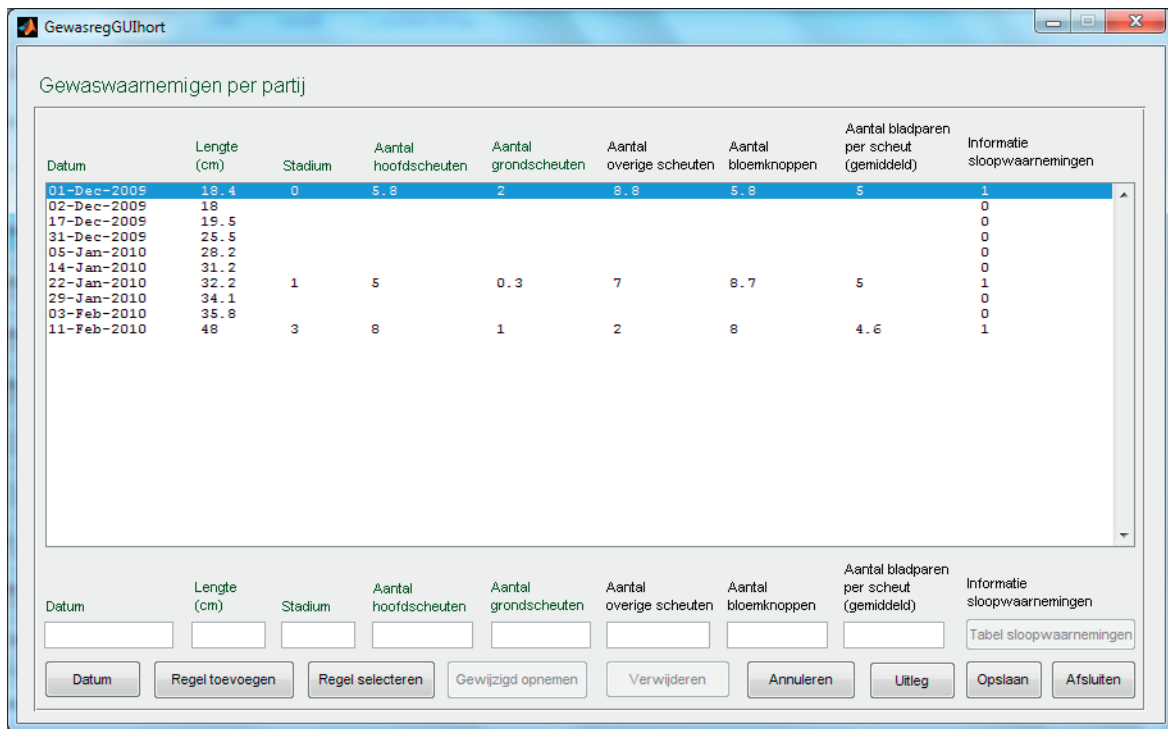 GewasregGUIhort
Gewaswaarnemigen per partij
Datum Lengte (cm) Stadium Aantal hoofdscheuten Aantal grondscheuten Aantal overige scheuten Aantal bloemknoppen Aantal bladparen per scheut (gemiddeld) Informatie sloopwaarnemingen
01-Dec-2009 18.4 0 5.8 2 8.8 5.8 5 1
02-Dec-2009 18 0
17-Dec-2009 19.5 0
31-Dec-2009 25.5 0
05-Jan-2010 28.2 0
14-Jan-2010 31.2 0
22-Jan-2010 32.2 1 5 0.3 7 8.7 5 1
29-Jan-2010 34.1 0
03-Feb-2010 35.8 0
11-Feb-2010 48 3 8 1 2 8 4.6 1
Datum Lengte (cm) Stadium Aantal hoofdscheuten Aantal grondscheuten Aantal overige scheuten Aantal bloemknoppen Aantal bladparen per scheut (gemiddeld) Informatie sloopwaarnemingen
Tabel sloopwaarnemingen
Datum Regel toevoegen Regel selecteren Gewijzigd opnemen Verwijderen Annuleren Uitleg Opslaan Afsluiten